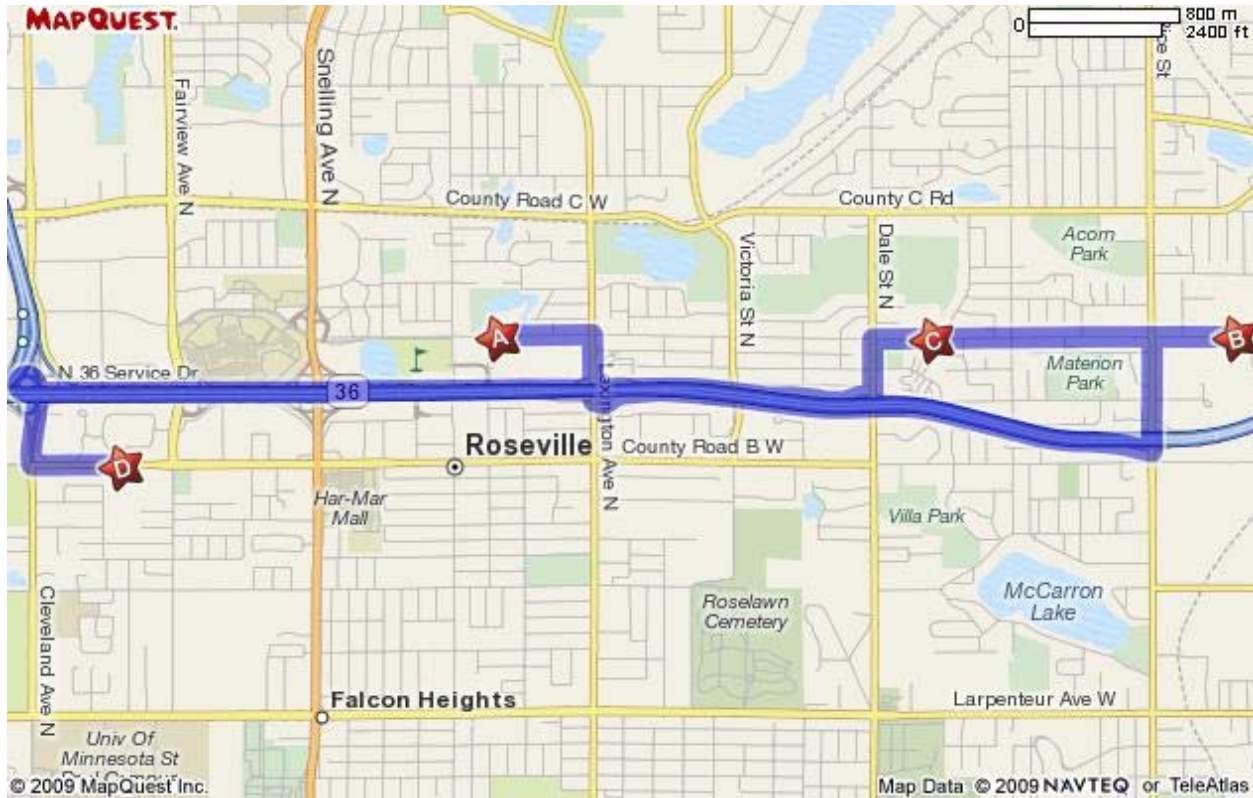 MAPQUEST.
0
800 m
2400 ft
Fairview Ave N
Snelling Ave N
County Road C W
County C Rd
Victoria St N
Dale St N
Acorn
Park
A
C
B
N 36 Service Dr
36
Materion
Park
Lexington Ave N
Roseville
County Road B W
D
Har-Mar
Mall
Villa Park
Cleveland Ave N
Roselawn
Cemetery
McCarron
Lake
Falcon Heights
Larpenteur Ave W
Univ Of
Minnesota St
© 2009 MapQuest Inc.
Map Data © 2009 NAVTEQ or TeleAtlas